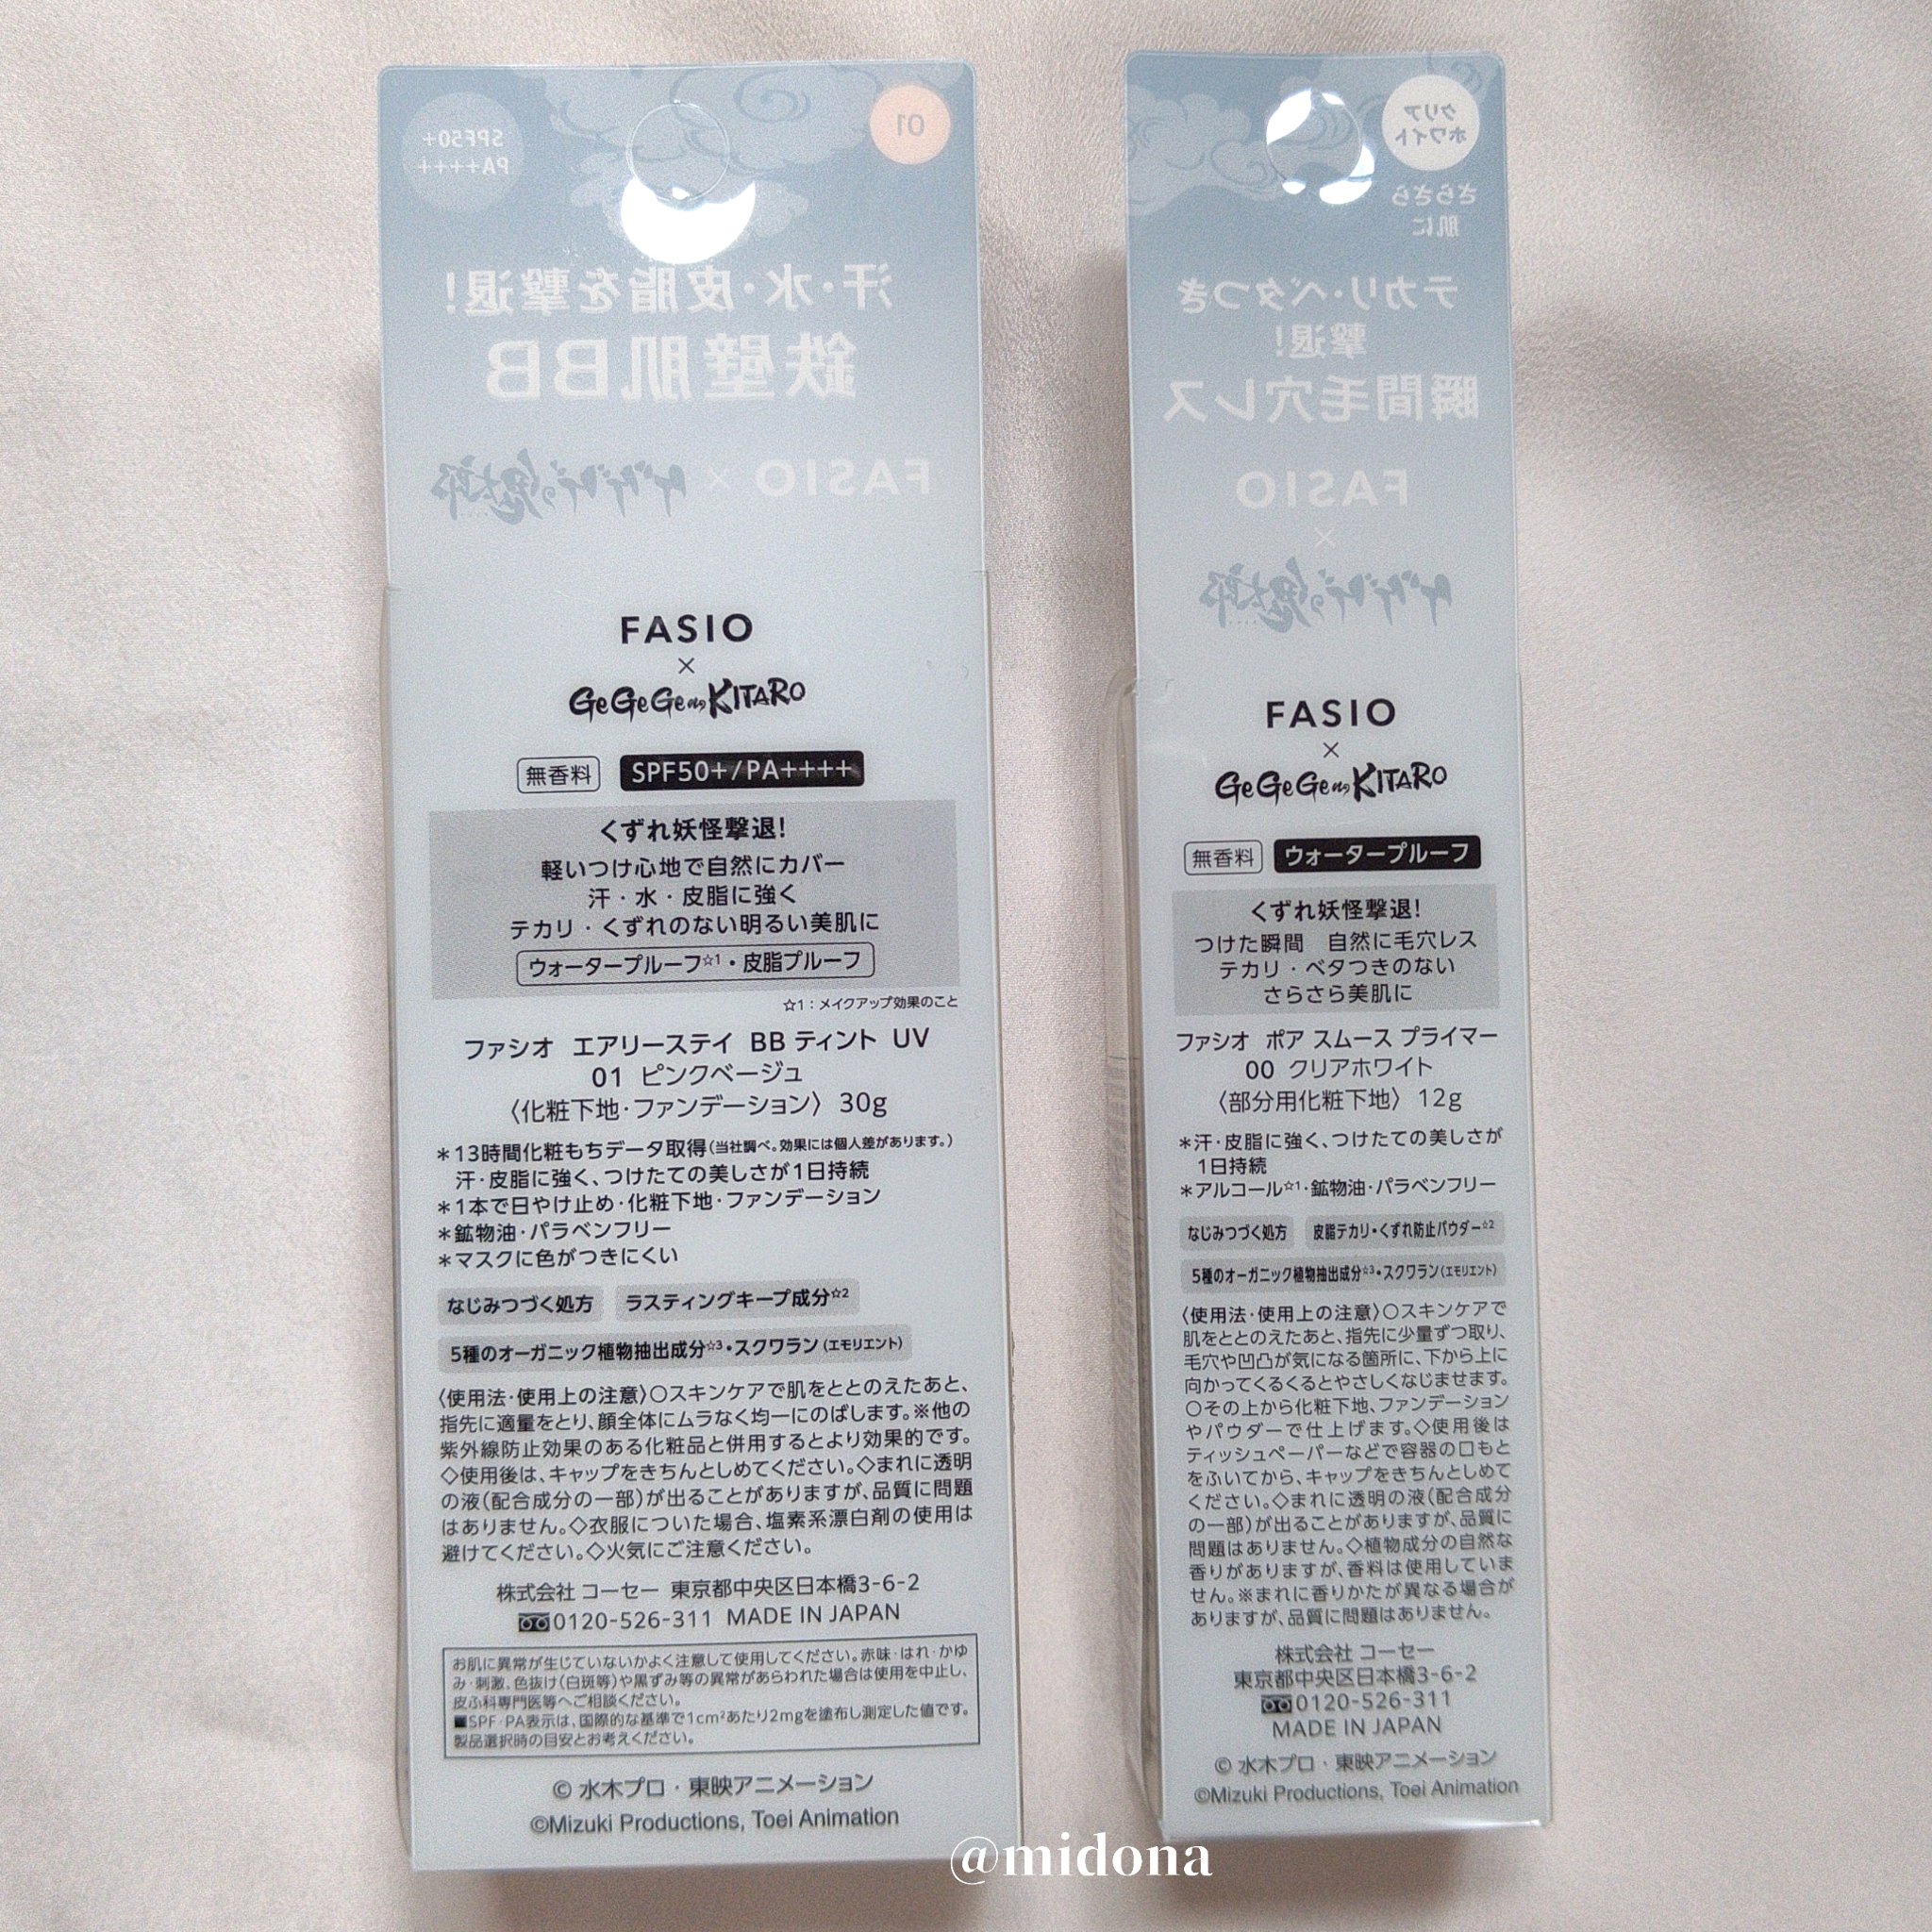 SPF50+
PA++++
01
汗・水・皮脂を撃退!
鉄壁肌BB
FASIO × ゲゲゲの鬼太郎
FASIO
×
GeGeGeのKITARO
無香料 SPF50+/PA++++
くずれ妖怪撃退!
軽いつけ心地で自然にカバー
汗・水・皮脂に強く
テカリ・くずれのない明るい美肌に
ウォータープルーフ☆1・皮脂プルーフ
☆1:メイクアップ効果のこと
ファシオ エアリーステイ BB ティント UV
01 ピンクベージュ
〈化粧下地・ファンデーション〉 30g
*13時間化粧もちデータ取得(当社調べ。効果には個人差があります。)
汗・皮脂に強く、つけたての美しさが1日持続
*1本で日やけ止め・化粧下地・ファンデーション
*鉱物油・パラベンフリー
*マスクに色がつきにくい
なじみつづく処方 ラスティングキープ成分☆2
5種のオーガニック植物抽出成分☆3・スクワラン(エモリエント)
〈使用法・使用上の注意〉○スキンケアで肌をととのえたあと、
指先に適量をとり、顔全体にムラなく均一にのばします。※他の
紫外線防止効果のある化粧品と併用するとより効果的です。
◇使用後は、キャップをきちんとしめてください。◇まれに透明
の液(配合成分の一部)が出ることがありますが、品質に問題
はありません。◇衣服についた場合、塩素系漂白剤の使用は
避けてください。◇火気にご注意ください。
株式会社 コーセー 東京都中央区日本橋3-6-2
0120-526-311 MADE IN JAPAN
お肌に異常が生じていないかよく注意して使用してください。赤味・はれ・かゆ
み・刺激、色抜け(白斑等)や黒ずみ等の異常があらわれた場合は使用を中止し、
皮ふ科専門医等へご相談ください。
■SPF・PA表示は、国際的な基準で1cm²あたり2mgを塗布し測定した値です。
製品選択時の目安とお考えください。
© 水木プロ・東映アニメーション
©Mizuki Productions, Toei Animation
クリア
ホワイト
さらさら
肌に
テカリ・ベタつき
撃退!
瞬間毛穴レス
FASIO
×
ゲゲゲの鬼太郎
FASIO
×
GeGeGeのKITARO
無香料 ウォータープルーフ
くずれ妖怪撃退!
つけた瞬間 自然に毛穴レス
テカリ・ベタつきのない
さらさら美肌に
ファシオ ポア スムース プライマー
00 クリアホワイト
〈部分用化粧下地〉 12g
*汗・皮脂に強く、つけたての美しさが
1日持続
*アルコール☆1・鉱物油・パラベンフリー
なじみつづく処方 皮脂テカリ・くずれ防止パウダー☆2
5種のオーガニック植物抽出成分☆3・スクワラン(エモリエント)
〈使用法・使用上の注意〉○スキンケアで
肌をととのえたあと、指先に少量ずつ取り、
毛穴や凹凸が気になる箇所に、下から上に
向かってくるくるとやさしくなじませます。
○その上から化粧下地、ファンデーション
やパウダーで仕上げます。◇使用後は
ティッシュペーパーなどで容器の口もと
をふいてから、キャップをきちんとしめて
ください。◇まれに透明の液(配合成分
の一部)が出ることがありますが、品質に
問題はありません。◇植物成分の自然な
香りがありますが、香料は使用していま
せん。※まれに香りかたが異なる場合が
ありますが、品質に問題はありません。
株式会社 コーセー
東京都中央区日本橋3-6-2
0120-526-311
MADE IN JAPAN
© 水木プロ・東映アニメーション
©Mizuki Productions, Toei Animation
@midona